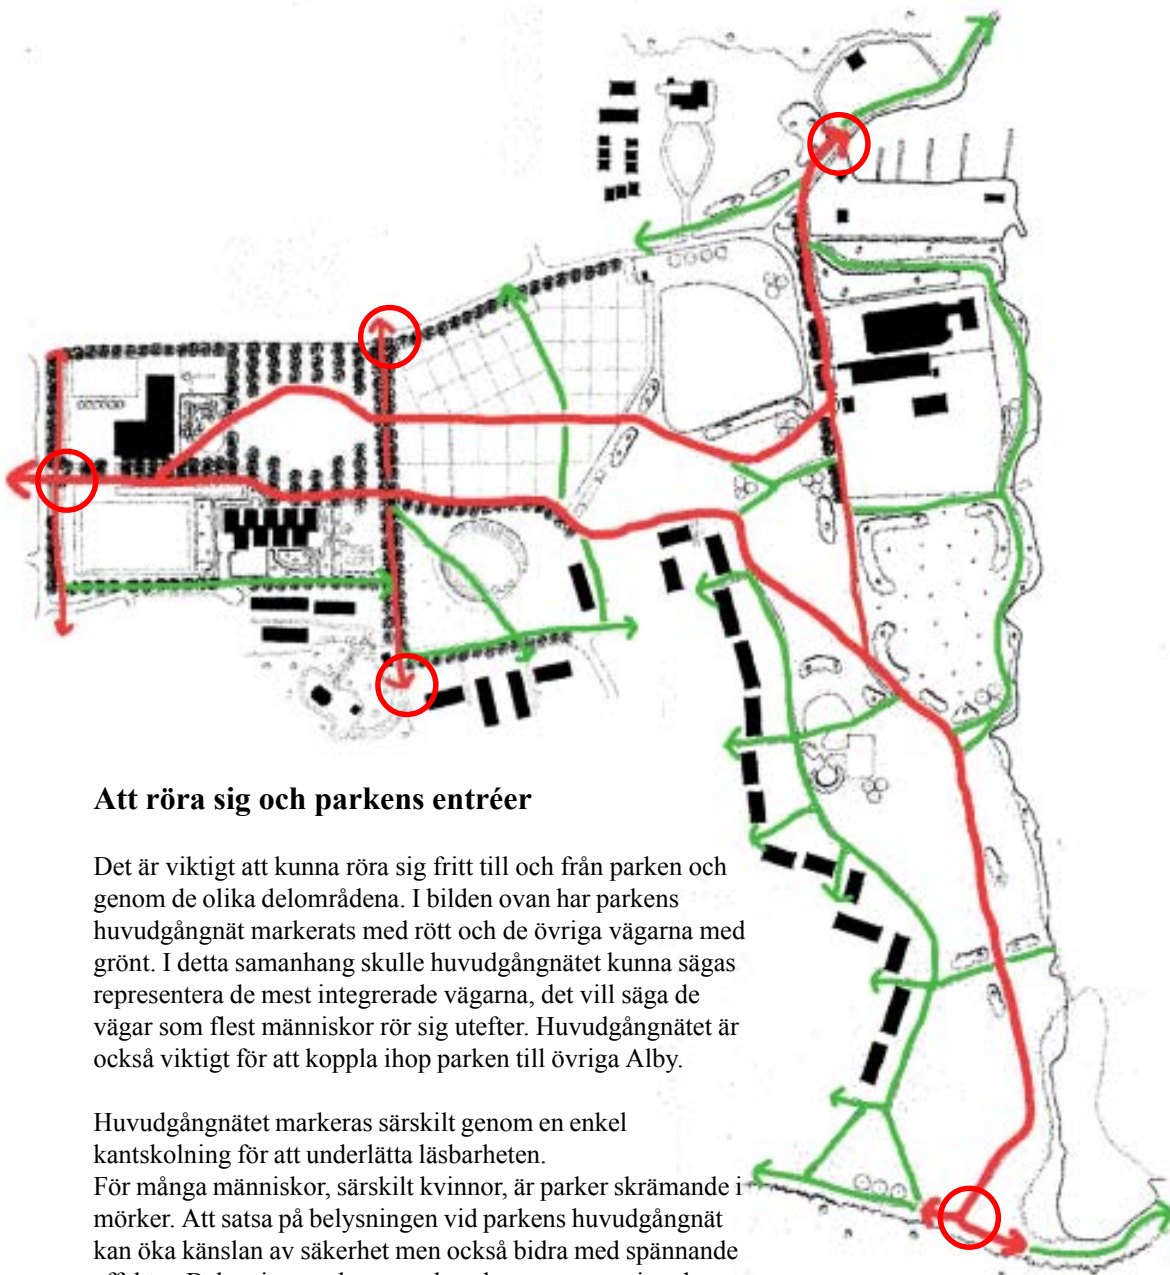 Att röra sig och parkens entréer
Det är viktigt att kunna röra sig fritt till och från parken och
genom de olika delområdena. I bilden ovan har parkens
huvudgångnät markerats med rött och de övriga vägarna med
grönt. I detta samanhang skulle huvudgångnätet kunna sägas
representera de mest integrerade vägarna, det vill säga de
vägar som flest människor rör sig utefter. Huvudgångnätet är
också viktigt för att koppla ihop parken till övriga Alby.
Huvudgångnätet markeras särskilt genom en enkel
kantskolning för att underlätta läsbarheten.
För många människor, särskilt kvinnor, är parker skrämande i
mörker. Att satsa på belysningen vid parkens huvudgångnät
kan öka känslan av säkerhet men också bidra med spännande